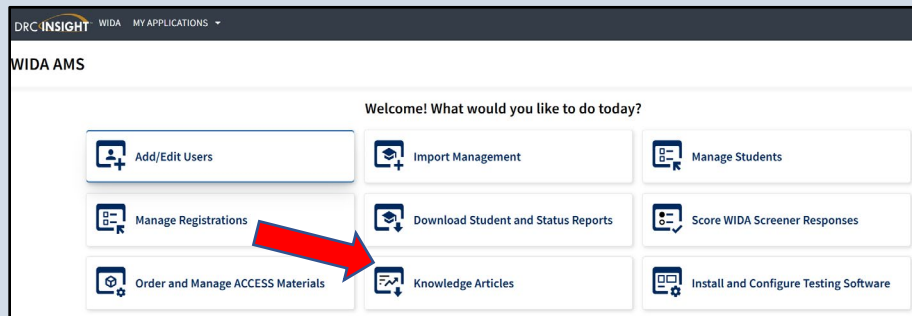 DRC INSIGHT WIDA MY APPLICATIONS
WIDA AMS
Welcome! What would you like to do today?
Add/Edit Users
Import Management
Manage Students
Manage Registrations
Download Student and Status Reports
Score WIDA Screener Responses
Order and Manage ACCESS Materials
Knowledge Articles
Install and Configure Testing Software